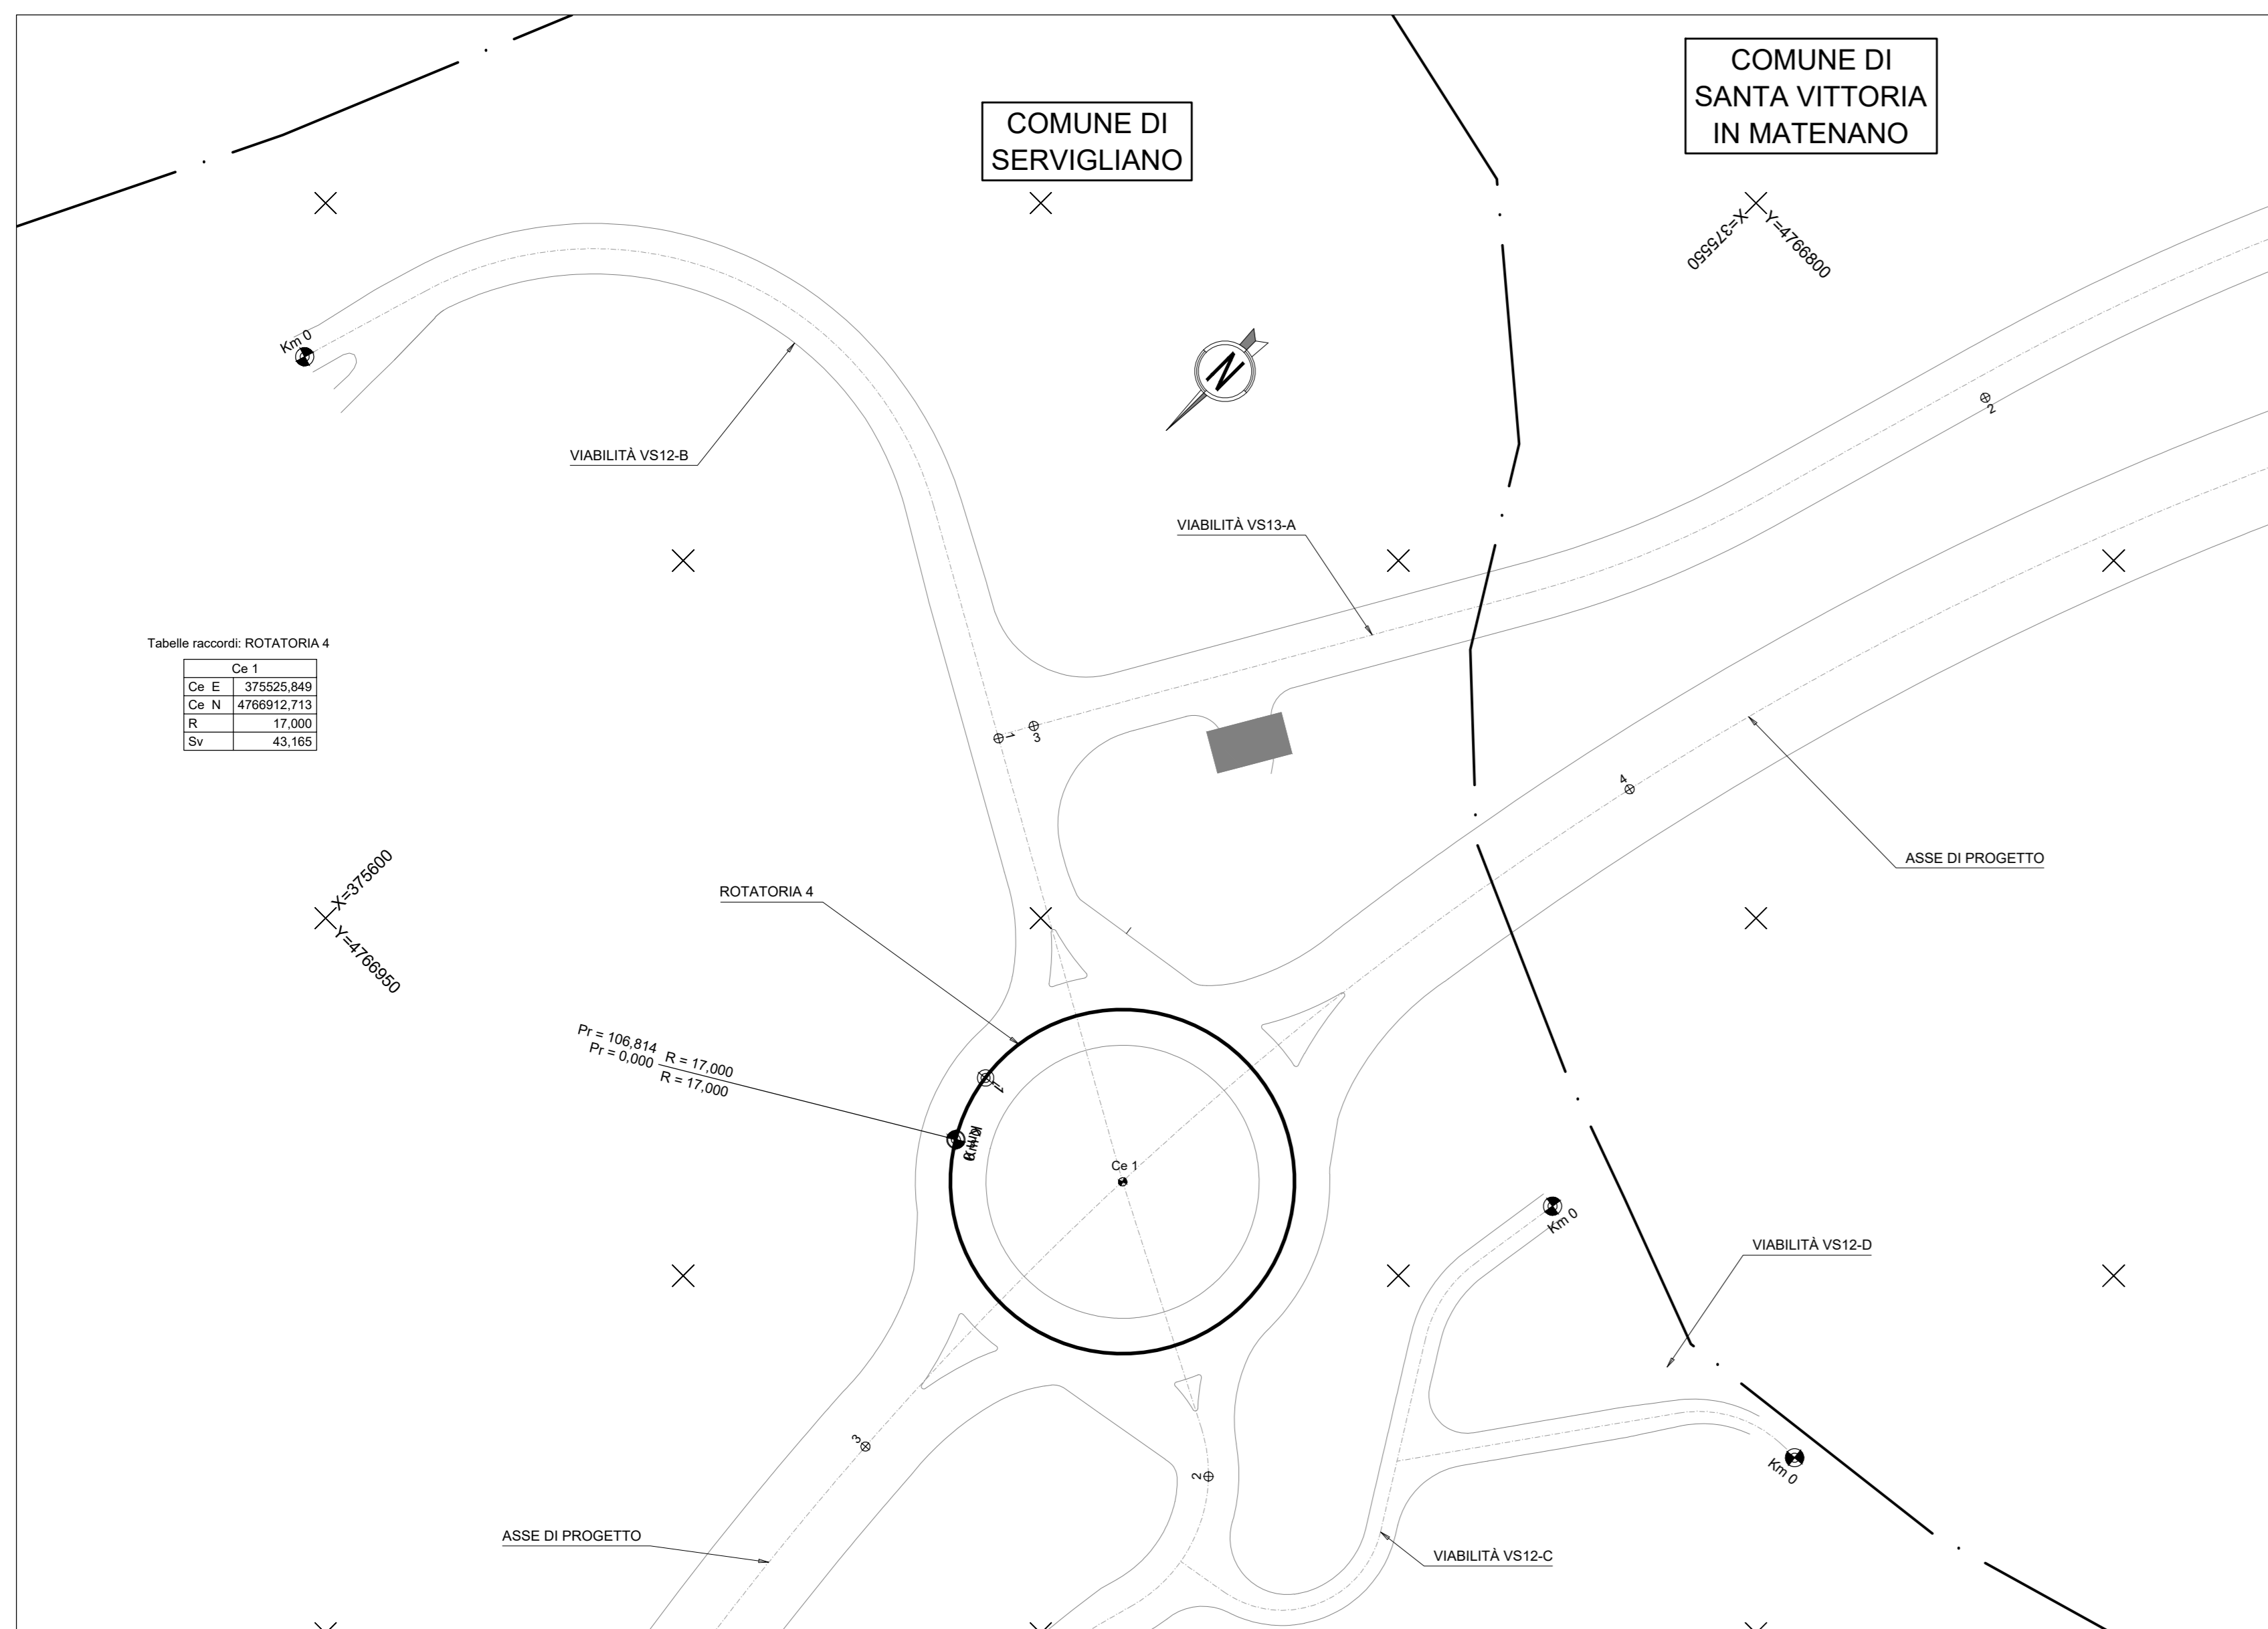 COMUNE DI
SERVIGLIANO
COMUNE DI
SANTA VITTORIA
IN MATENANO
X=375550
Y=4766800
Km 0
N
VIABILITÀ VS12-B
VIABILITÀ VS13-A
2
Tabelle raccordi: ROTATORIA 4
Ce 1
Ce E 375525,849
Ce N 4766912,713
R 17,000
Sv 43,165
1
3
4
ASSE DI PROGETTO
X=375600
Y=4766950
ROTATORIA 4
Pr = 106,814 R = 17,000
Pr = 0,000 R = 17,000
1
Ce 1
Km 0
VIABILITÀ VS12-D
3
2
Km 0
ASSE DI PROGETTO
VIABILITÀ VS12-C